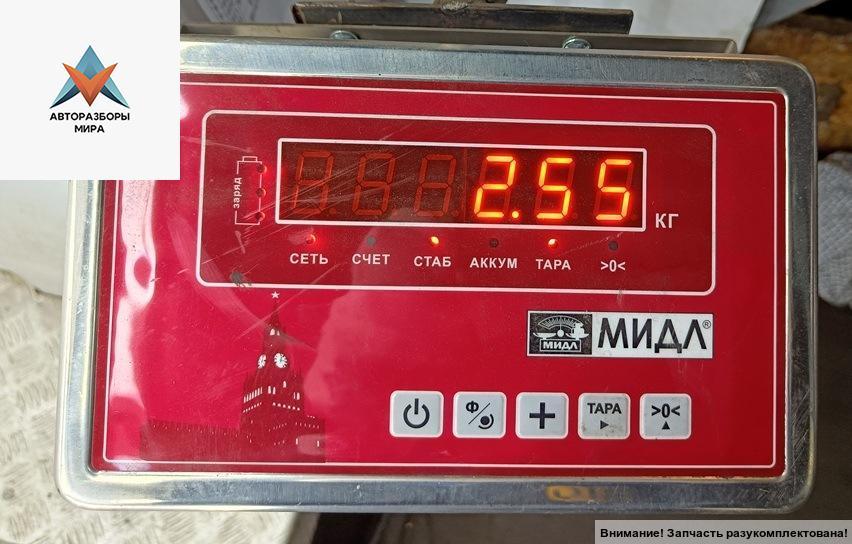 АВТОРАЗБОРЫ
МИРА
заряд
2.55
КГ
СЕТЬ СЧЕТ СТАБ АККУМ ТАРА >0<
МИДЛ МИДЛ®
Ф ТАРА >0<
Внимание! Запчасть разукомплектована!